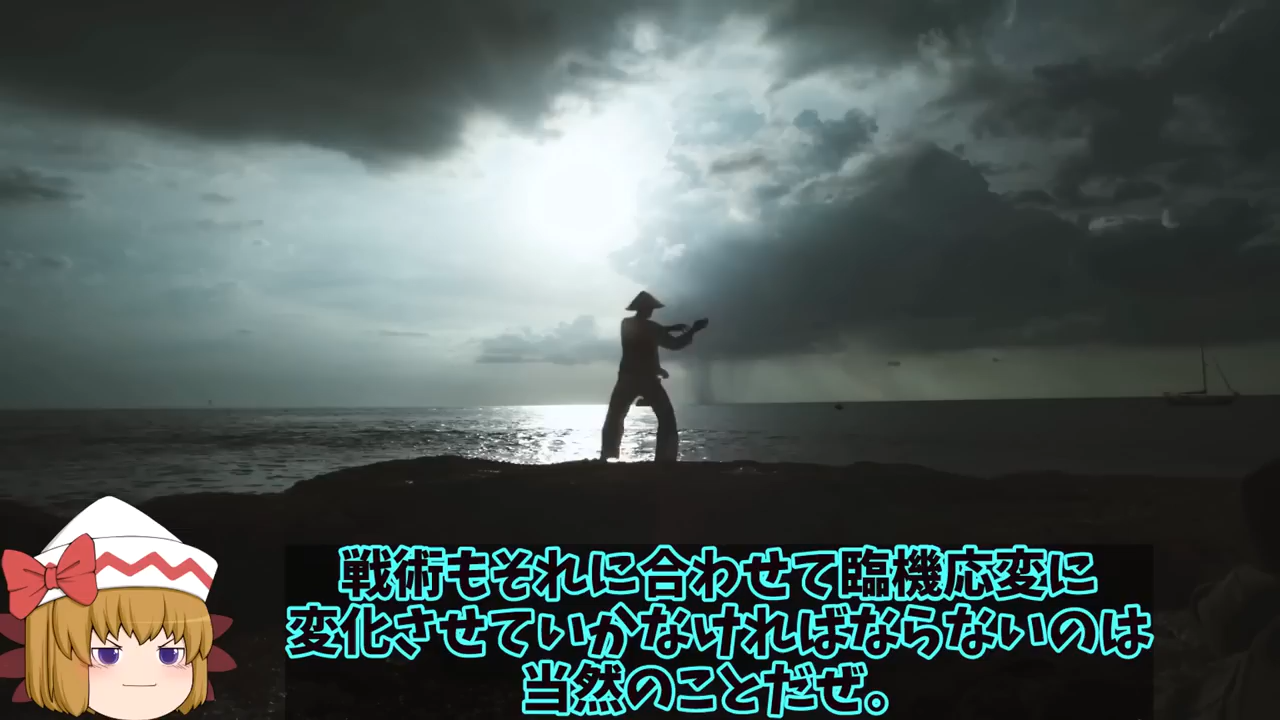 戦術もそれに合わせて臨機応変に
変化させていかなければならないのは
当然のことだぜ。